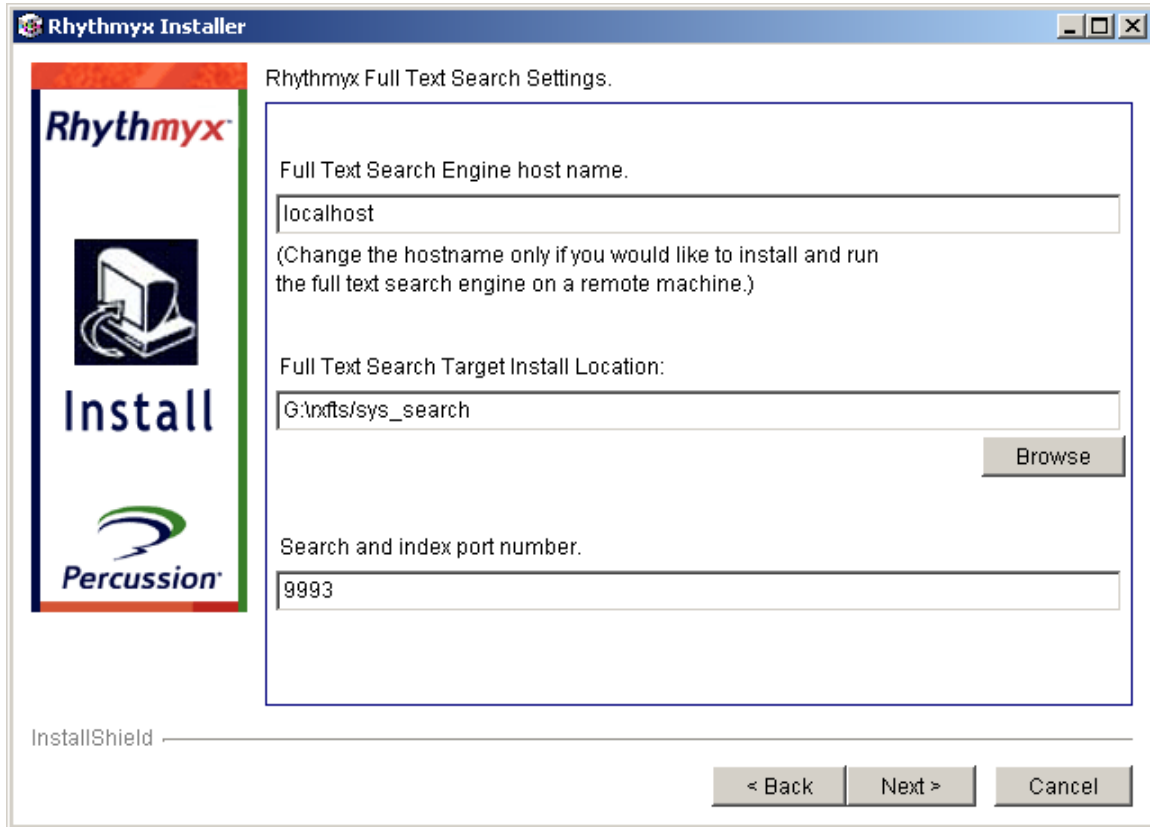 Rhythmyx Installer
Rhythmyx
Install
Percussion
Rhythmyx Full Text Search Settings.
Full Text Search Engine host name.
localhost
(Change the hostname only if you would like to install and run
the full text search engine on a remote machine.)
Full Text Search Target Install Location:
G:\rxfts/sys_search
Browse
Search and index port number.
9993
InstallShield
< Back
Next >
Cancel